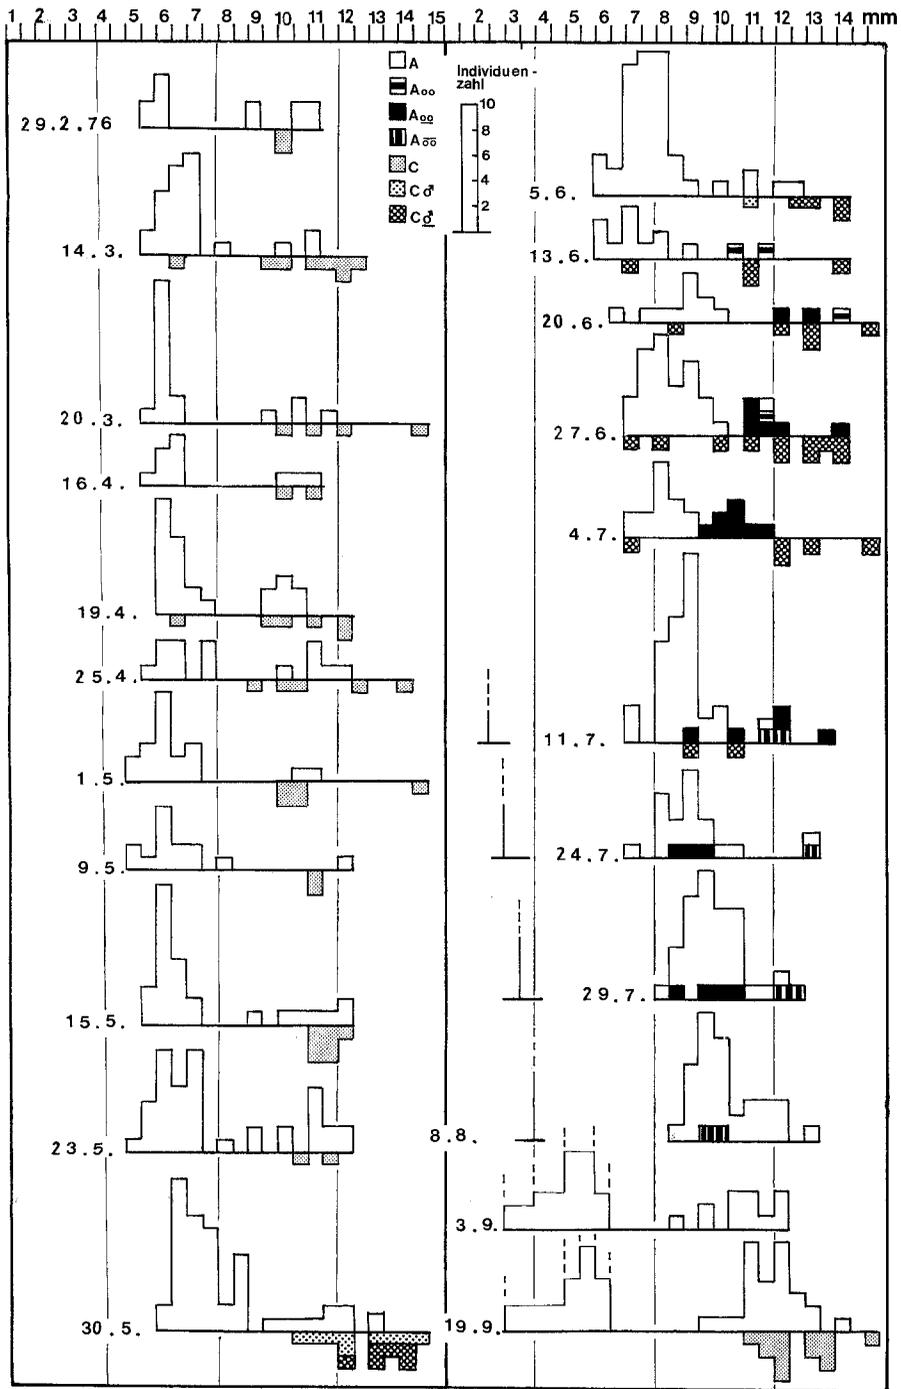 1 2 3 4 5 6 7 8 9 10 11 12 13 14 15 2 3 4 5 6 7 8 9 10 11 12 13 14 mm
A
A oo
A oo
A oo
C
C ♂
C ♂
Individuen-
zahl
10
8
6
4
2
29.2.76
14.3.
20.3.
16.4.
19.4.
25.4.
1.5.
9.5.
15.5.
23.5.
30.5.
5.6.
13.6.
20.6.
27.6.
4.7.
11.7.
24.7.
29.7.
8.8.
3.9.
19.9.